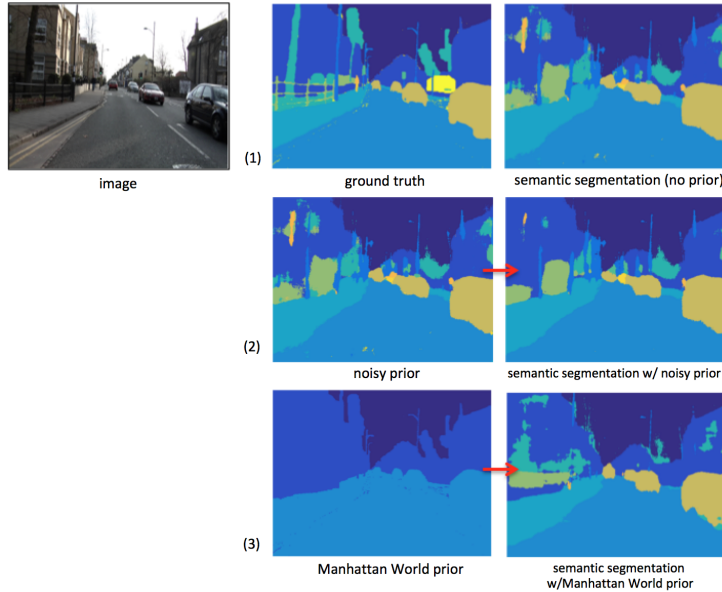 (1)
image
ground truth
semantic segmentation (no prior)
(2)
noisy prior
semantic segmentation w/ noisy prior
(3)
Manhattan World prior
semantic segmentation
w/Manhattan World prior